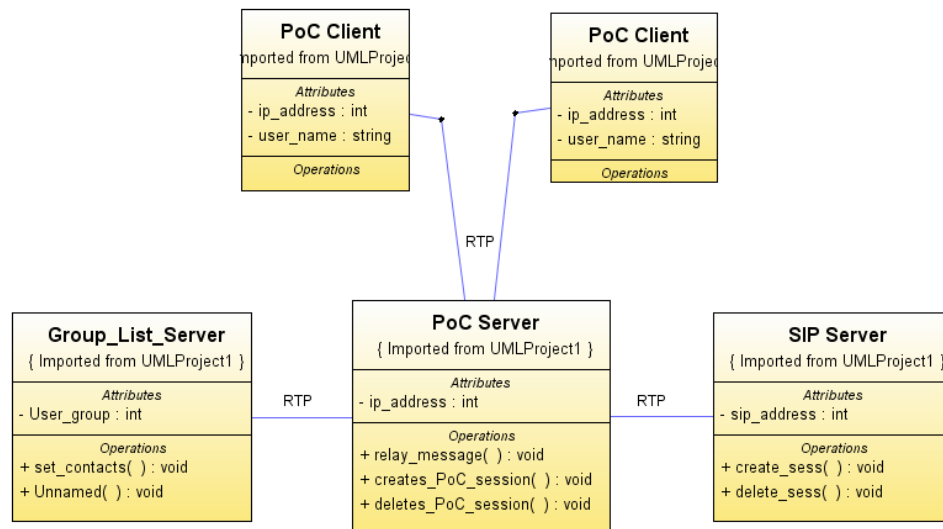 PoC Client
mported from UMLProjec
Attributes
- ip_address : int
- user_name : string
Operations
PoC Client
mported from UMLProjec
Attributes
- ip_address : int
- user_name : string
Operations
RTP
Group_List_Server
{ Imported from UMLProject1 }
Attributes
- User_group : int
Operations
+ set_contacts( ) : void
+ Unnamed( ) : void
RTP
PoC Server
{ Imported from UMLProject1 }
Attributes
- ip_address : int
Operations
+ relay_message( ) : void
+ creates_PoC_session( ) : void
+ deletes_PoC_session( ) : void
RTP
SIP Server
{ Imported from UMLProject1 }
Attributes
- sip_address : int
Operations
+ create_sess( ) : void
+ delete_sess( ) : void